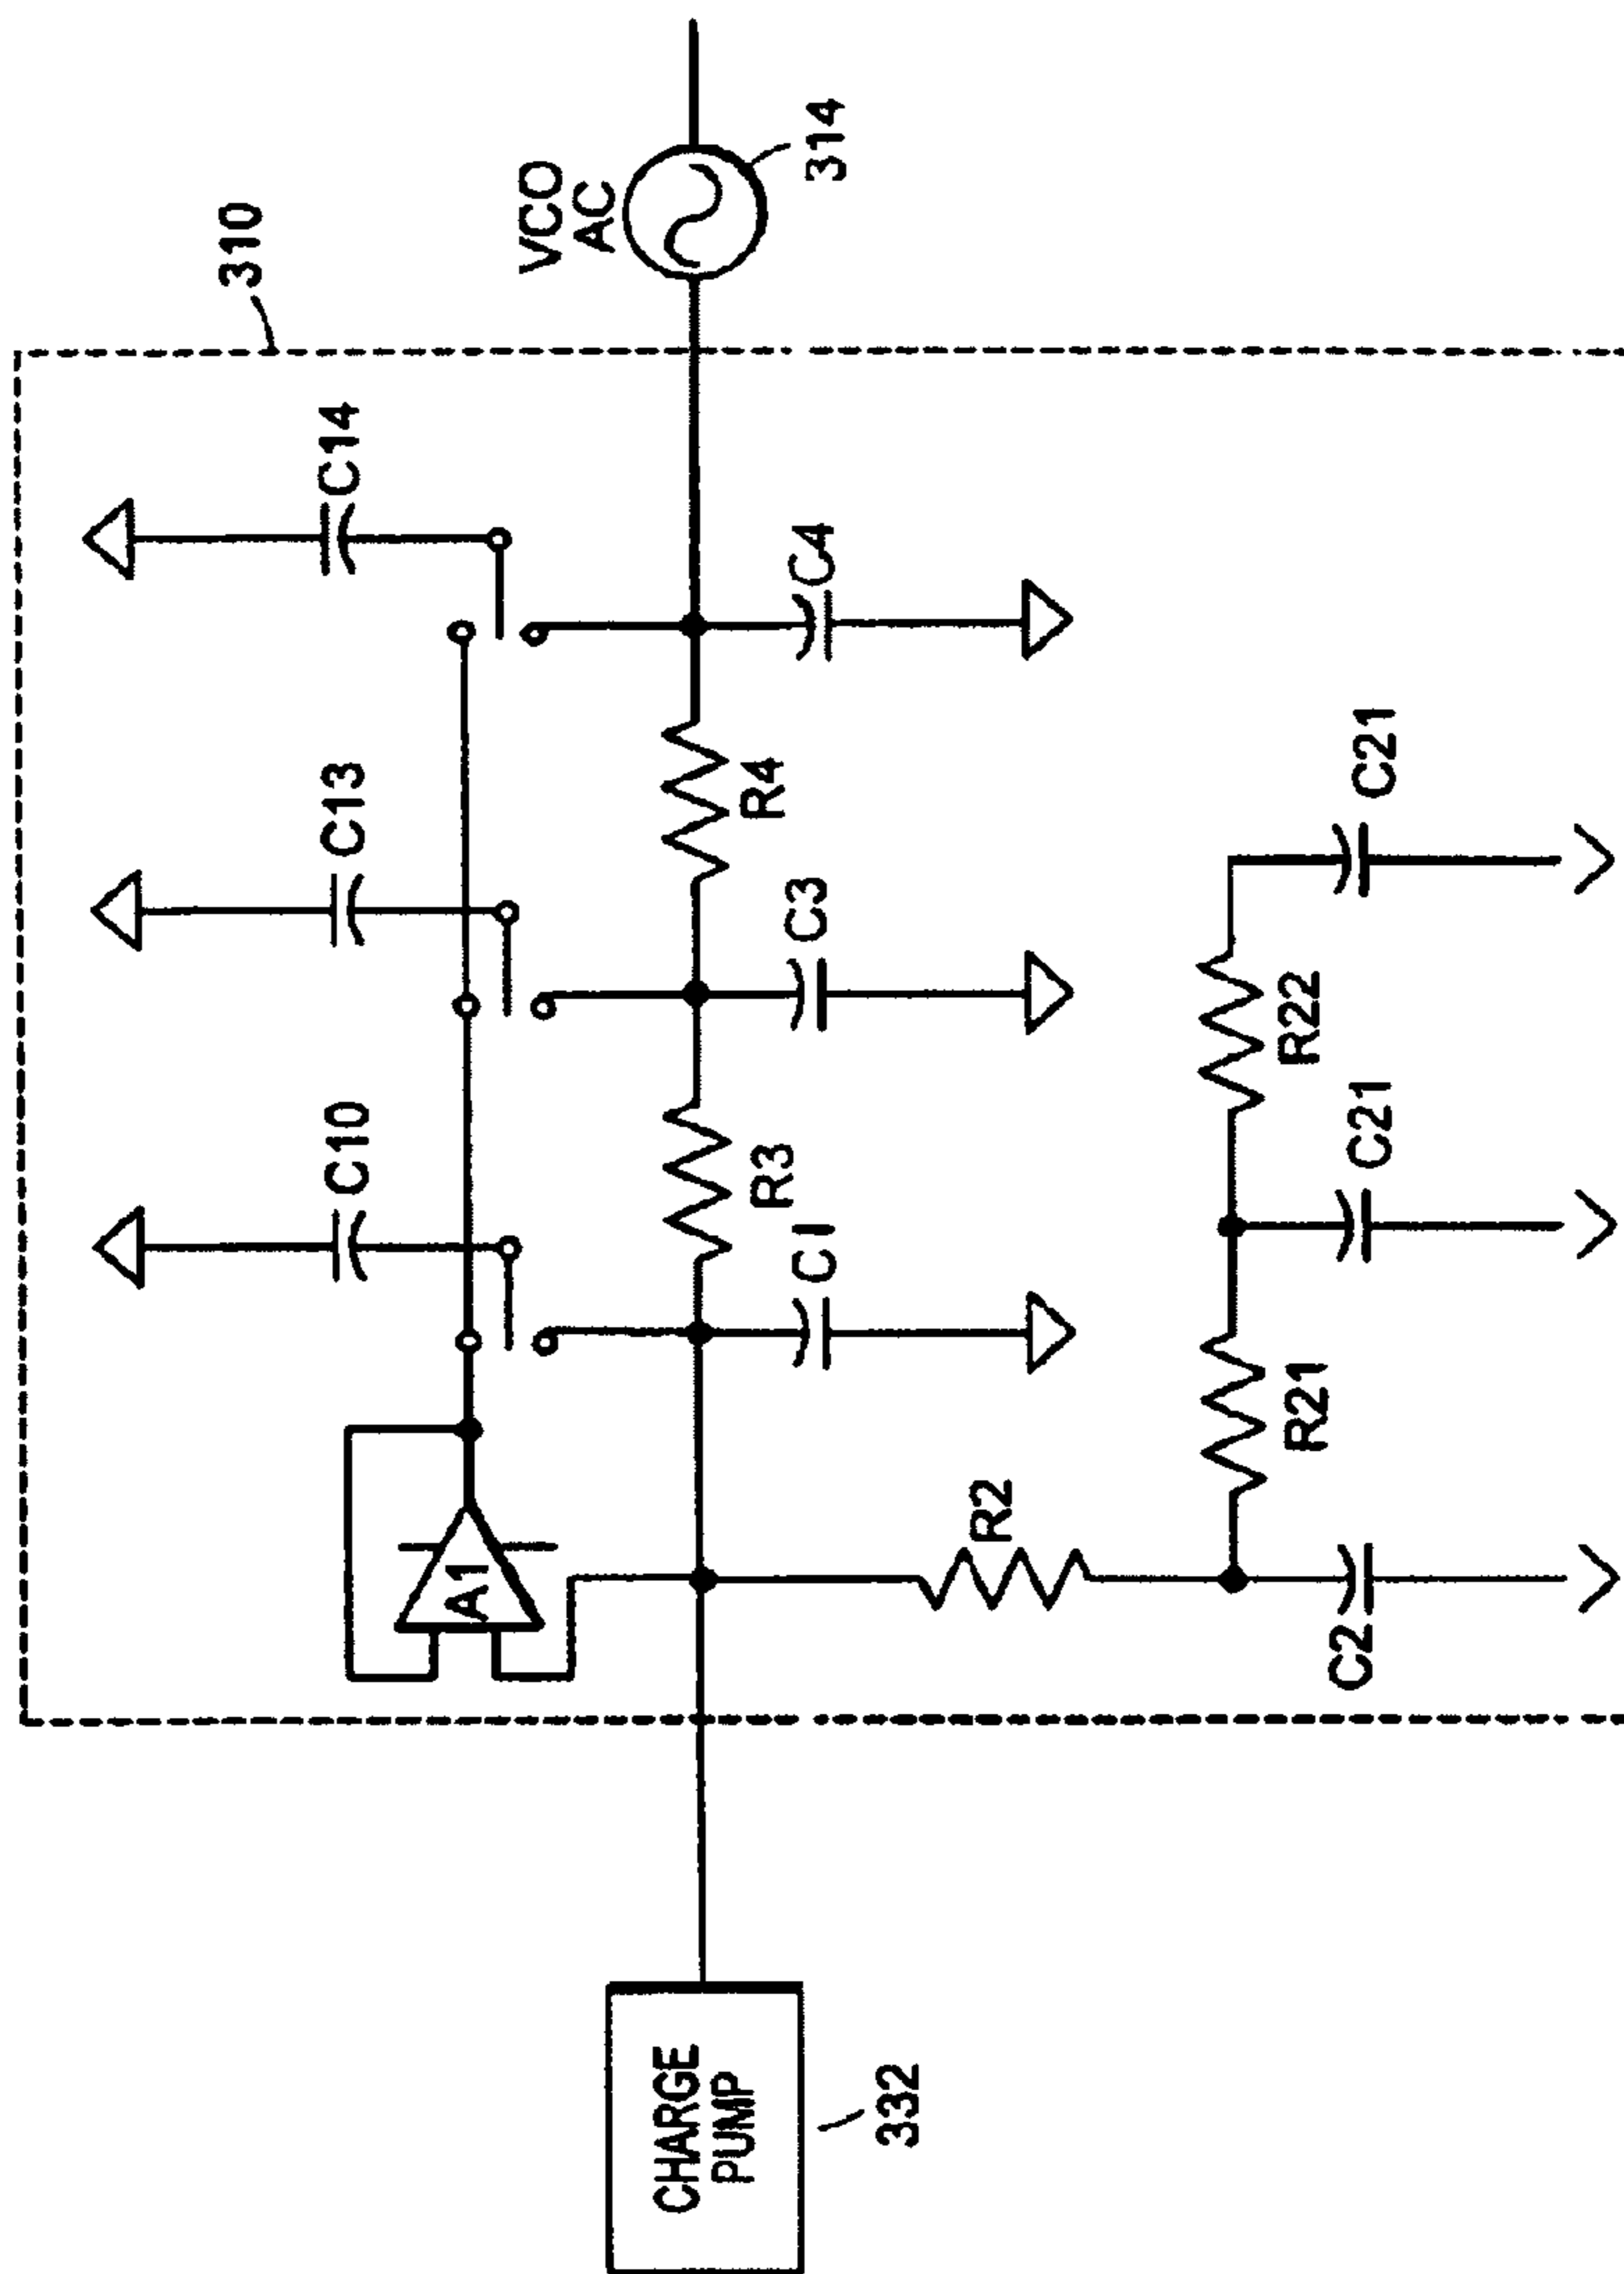 310
C10
C13
C14
VCO
AC
314
A1
R3
R4
C1
C3
C4
CHARGE
PUMP
332
R2
R21
R22
C2
C21
C21